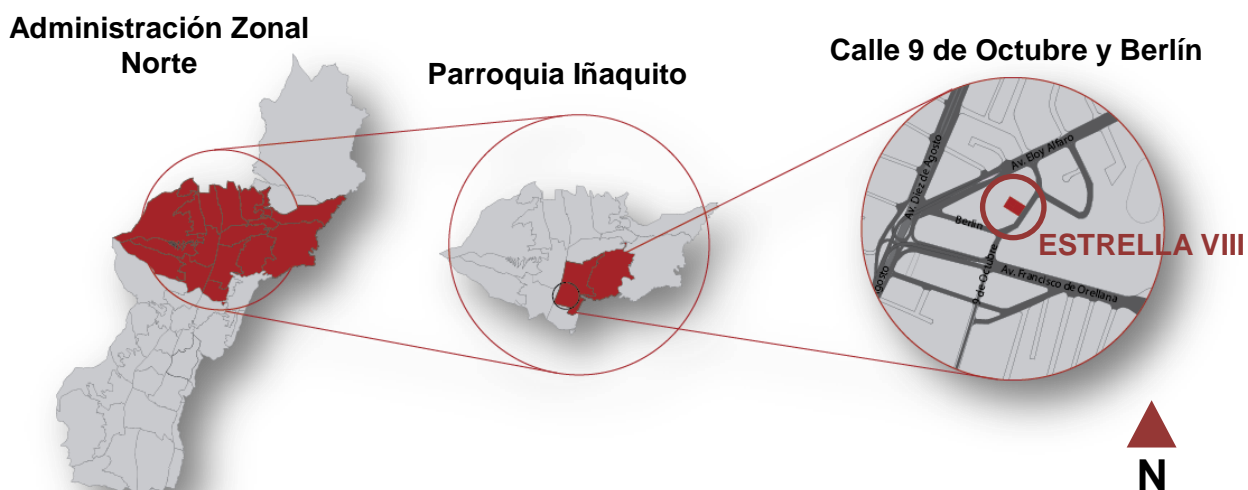 Administración Zonal
Norte
Parroquia Iñaquito
Calle 9 de Octubre y Berlín
Av. Diez de Agosto
Av. Eloy Alfaro
Berlín
ESTRELLA VIII
9 de Octubre
Av. Francisco de Orellana
agosto
N